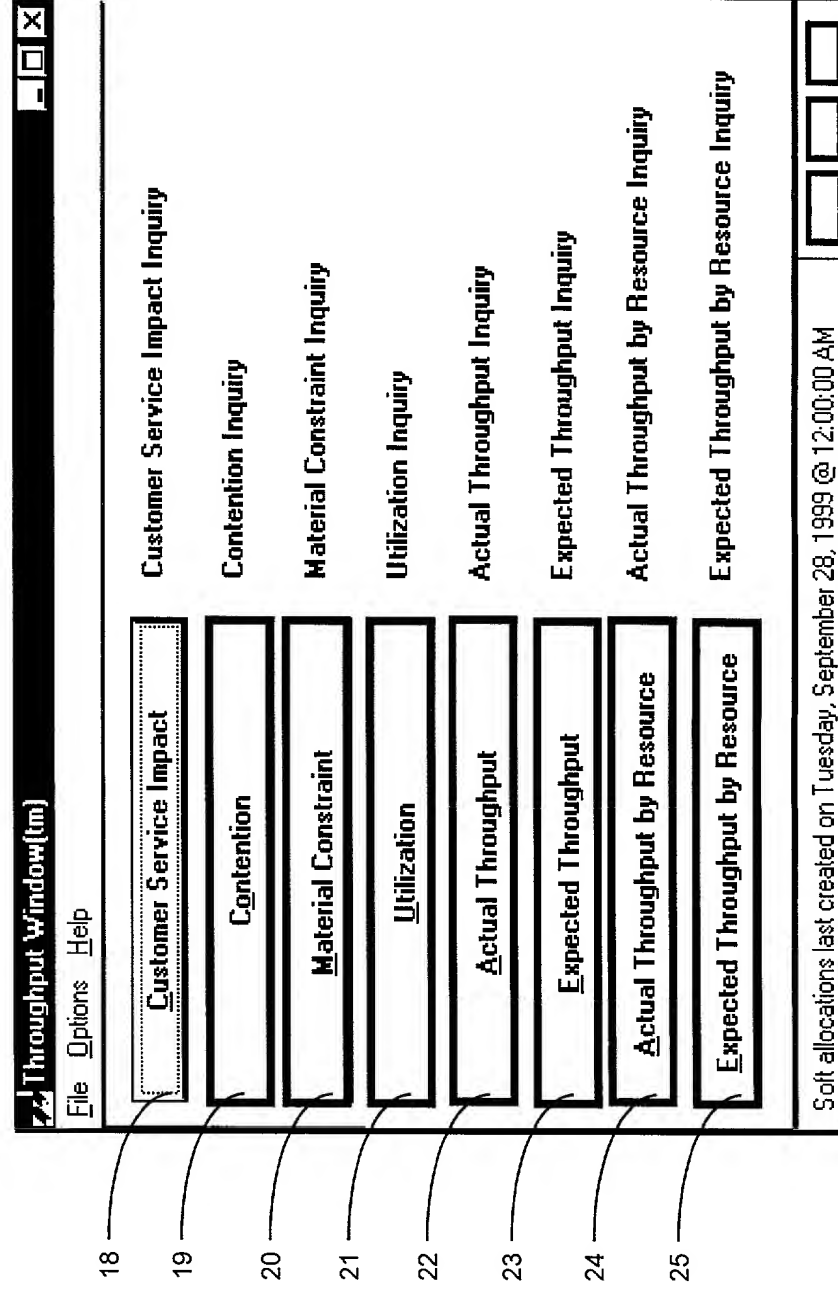 Throughput Window(tm)
File Options Help
18 Customer Service Impact Customer Service Impact Inquiry
19 Contention Contention Inquiry
20 Material Constraint Material Constraint Inquiry
21 Utilization Utilization Inquiry
22 Actual Throughput Actual Throughput Inquiry
23 Expected Throughput Expected Throughput Inquiry
24 Actual Throughput by Resource Actual Throughput by Resource Inquiry
25 Expected Throughput by Resource Expected Throughput by Resource Inquiry
Soft allocations last created on Tuesday, September 28, 1999 @ 12:00:00 AM